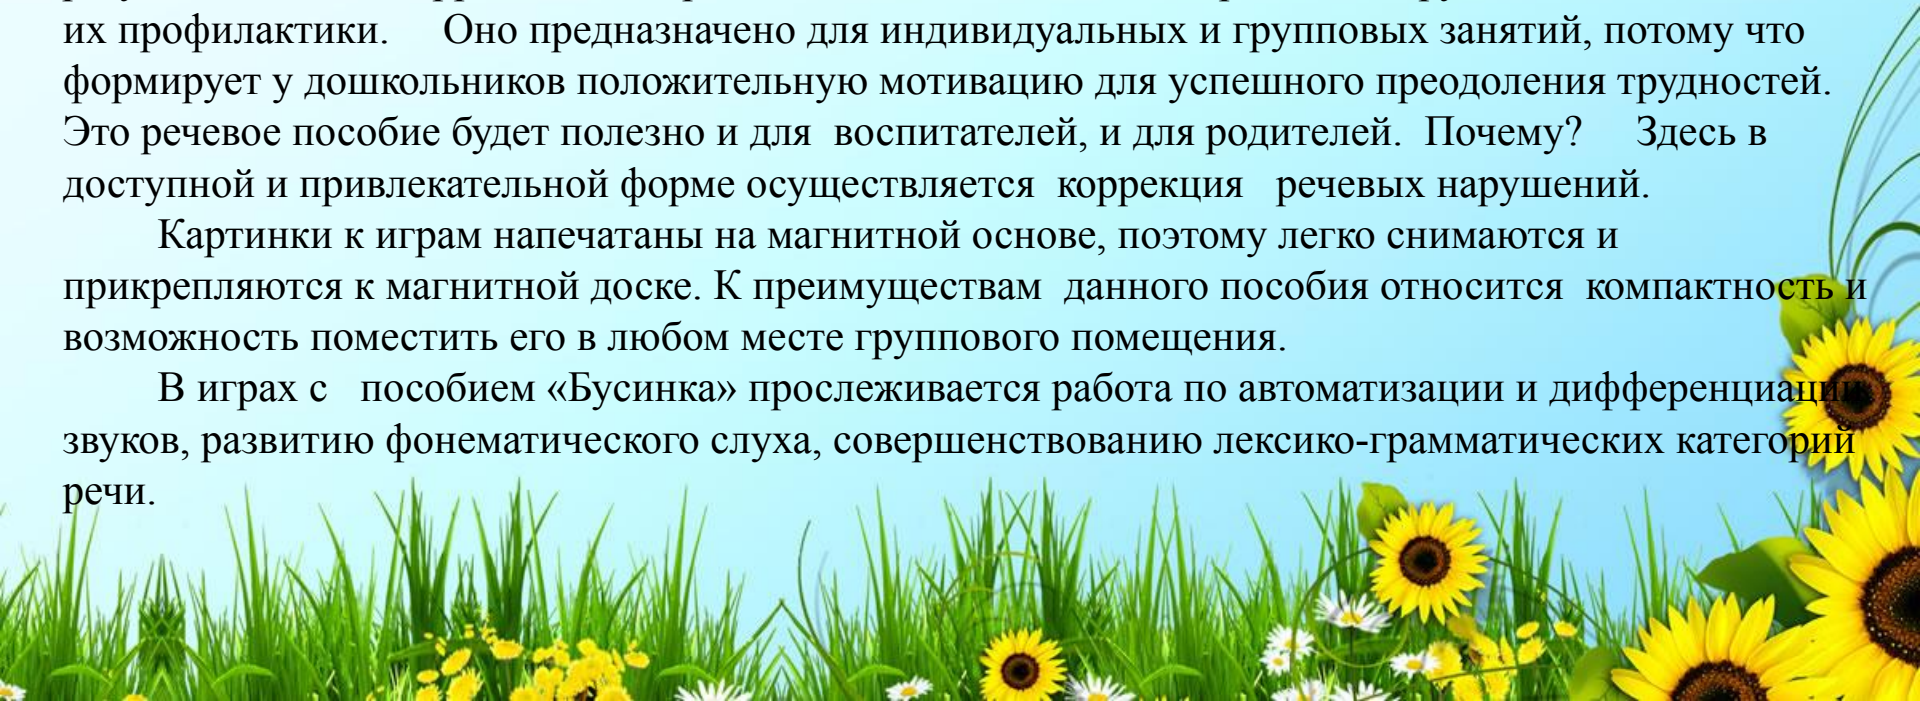 их профилактики. Оно предназначено для индивидуальных и групповых занятий, потому что
формирует у дошкольников положительную мотивацию для успешного преодоления трудностей.
Это речевое пособие будет полезно и для воспитателей, и для родителей. Почему? Здесь в
доступной и привлекательной форме осуществляется коррекция речевых нарушений.
Картинки к играм напечатаны на магнитной основе, поэтому легко снимаются и
прикрепляются к магнитной доске. К преимуществам данного пособия относится компактность и
возможность поместить его в любом месте группового помещения.
В играх с пособием «Бусинка» прослеживается работа по автоматизации и дифференциации
звуков, развитию фонематического слуха, совершенствованию лексико-грамматических категорий
речи.